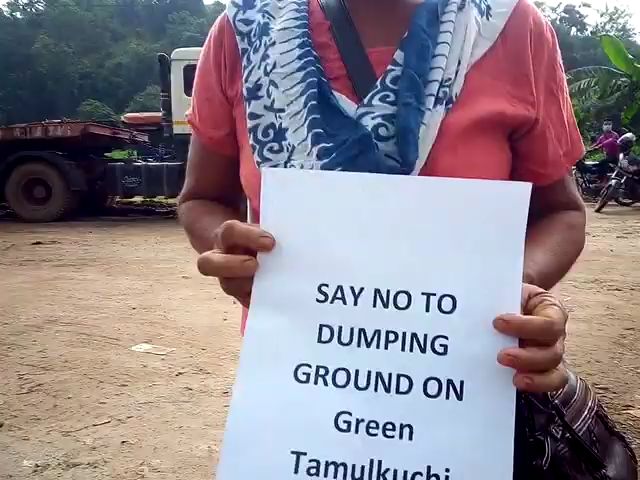 SAY NO TO
DUMPING
GROUND ON
Green
Tamulkuchi